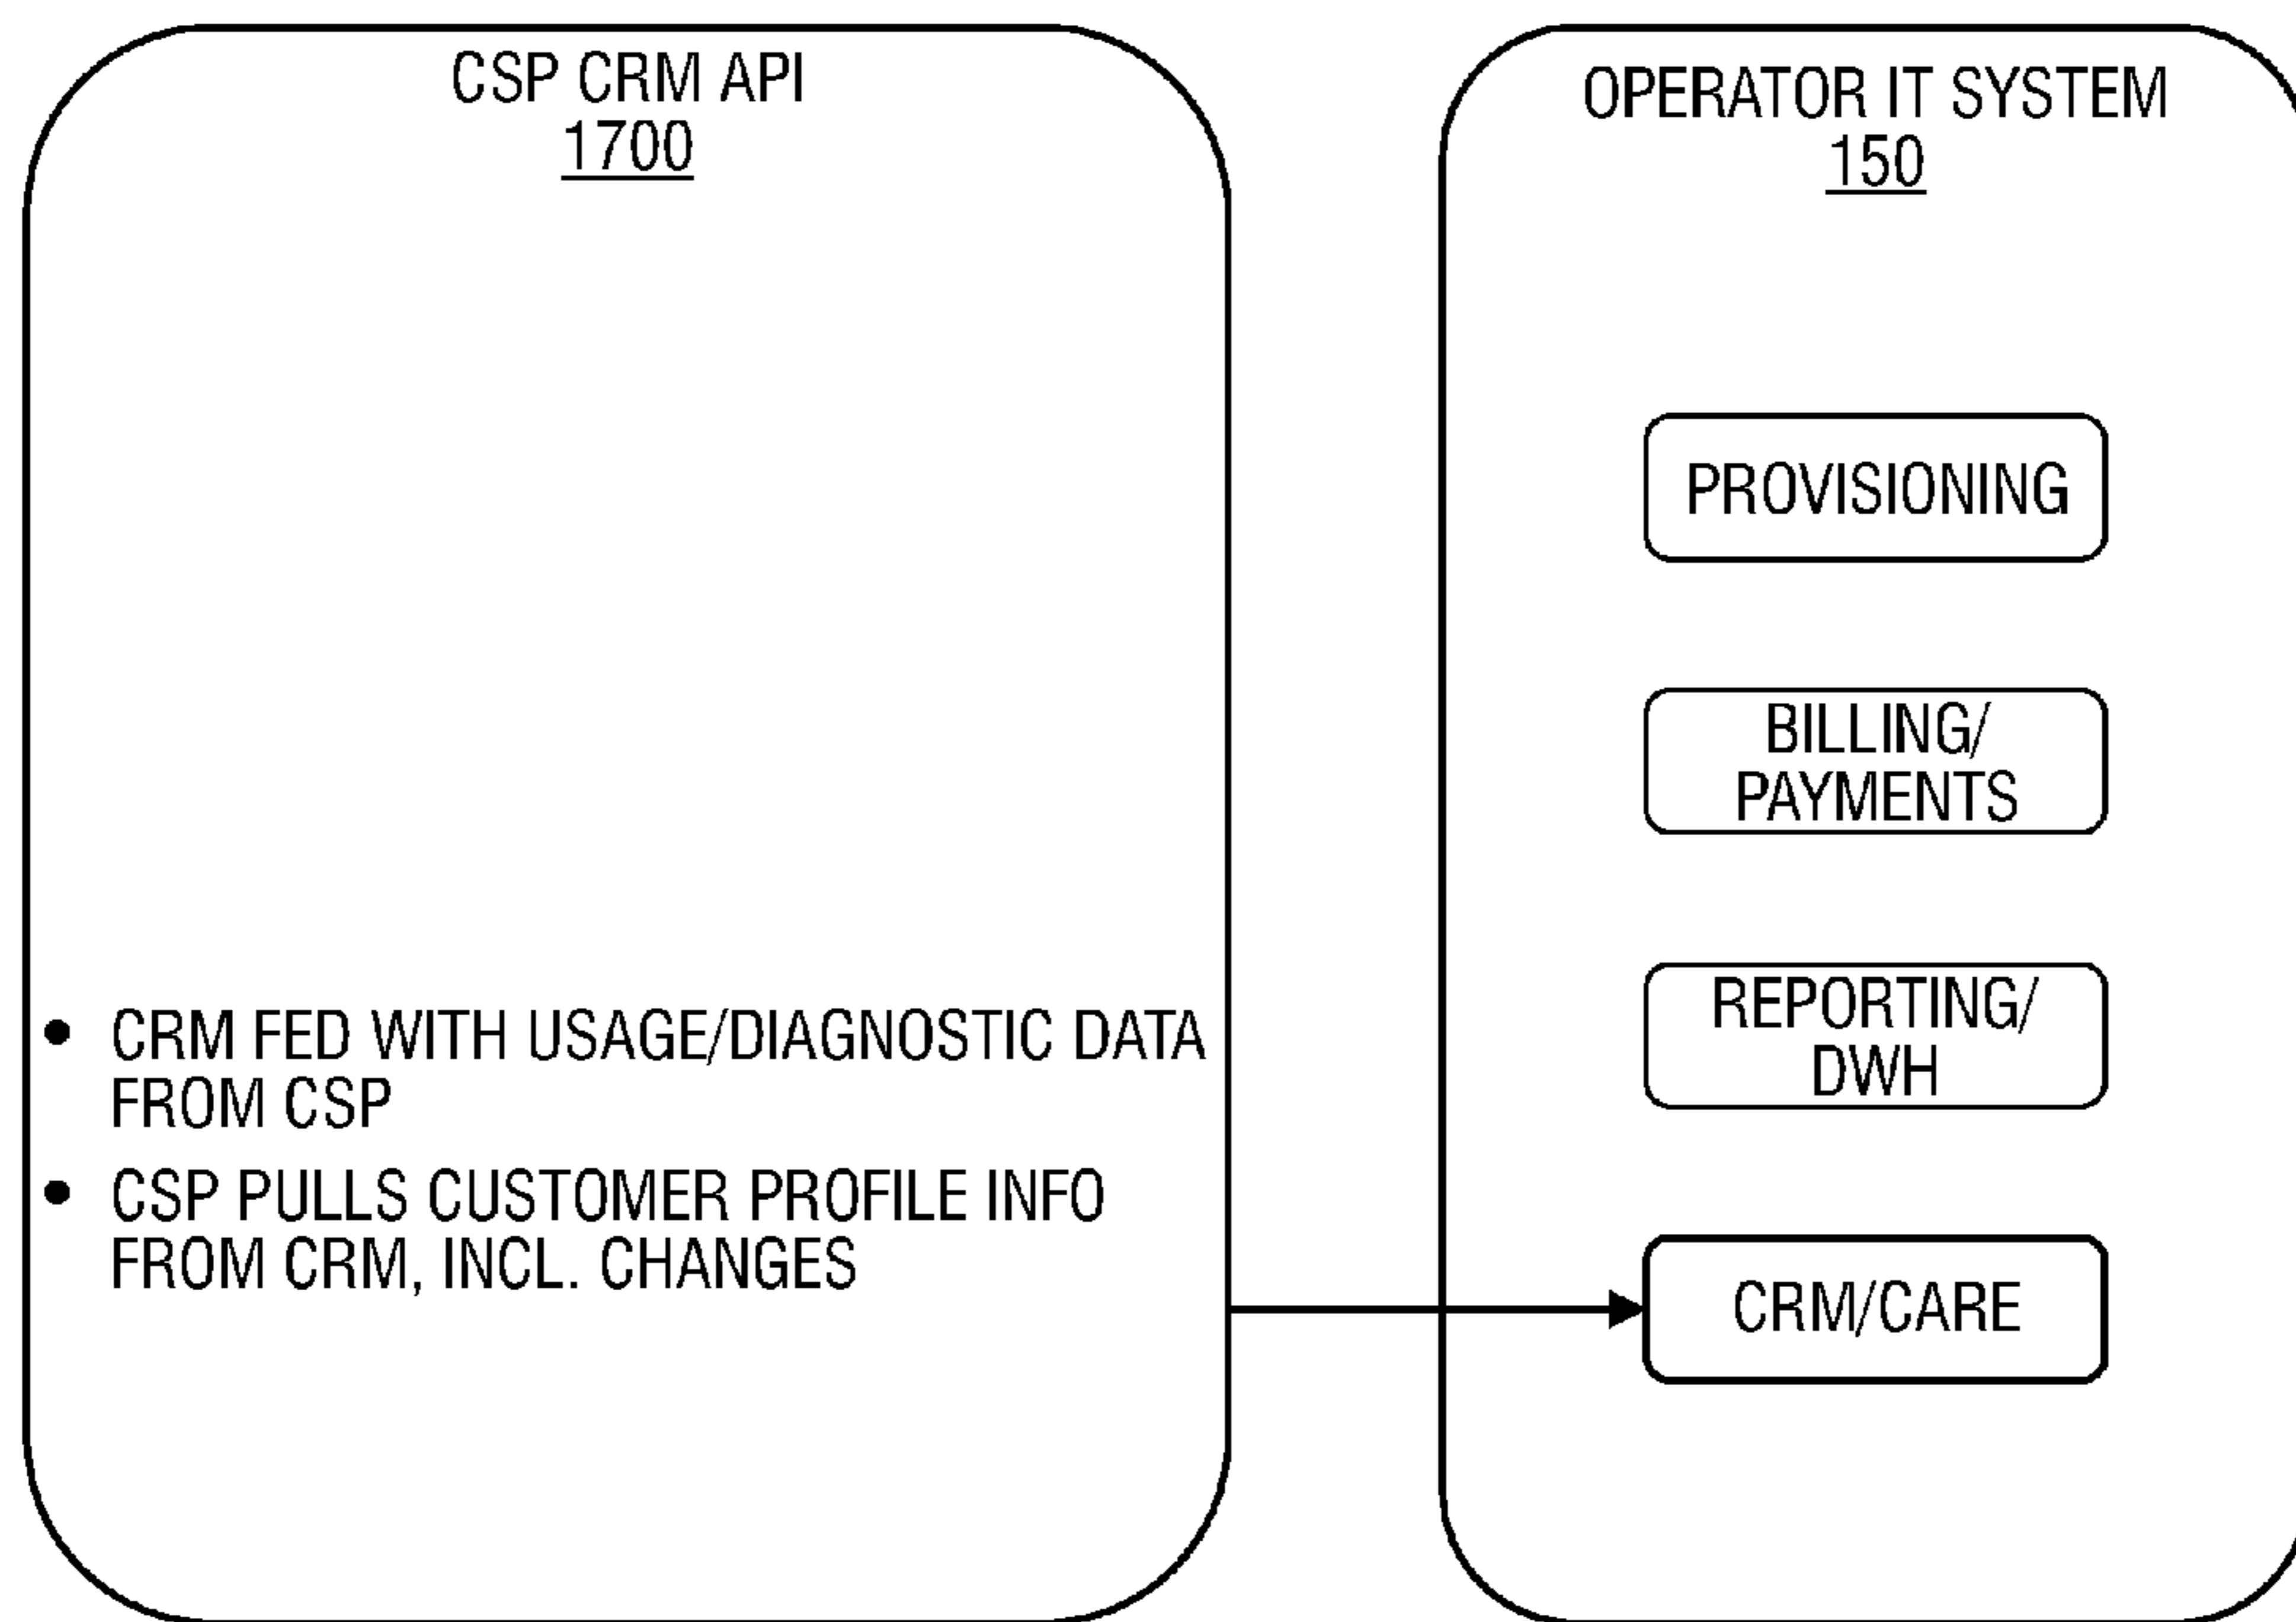 CSP CRM API
1700
• CRM FED WITH USAGE/DIAGNOSTIC DATA
FROM CSP
• CSP PULLS CUSTOMER PROFILE INFO
FROM CRM, INCL. CHANGES
OPERATOR IT SYSTEM
150
PROVISIONING
BILLING/
PAYMENTS
REPORTING/
DWH
CRM/CARE